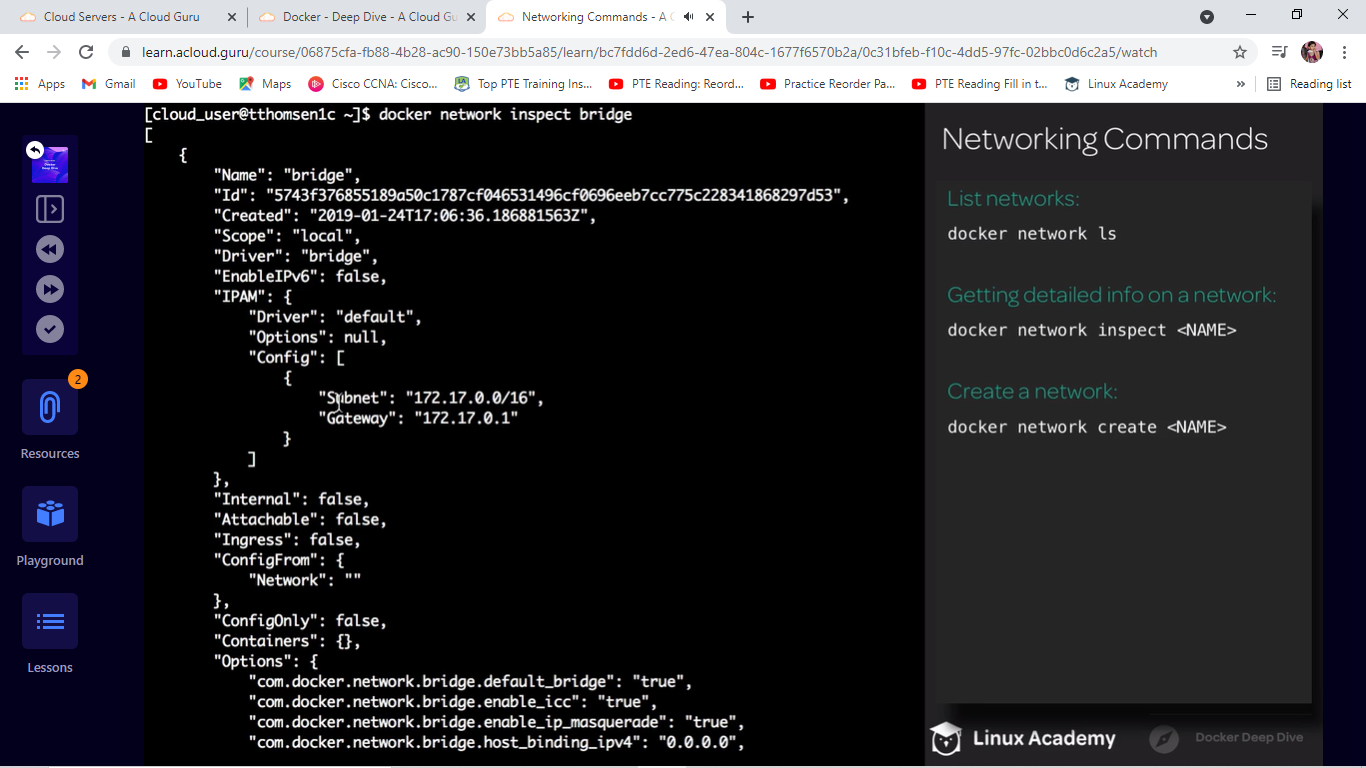 Cloud Servers - A Cloud Guru
Docker - Deep Dive - A Cloud Gu
Networking Commands - A C
learn.acloud.guru/course/06875cfa-fb88-4b28-ac90-150e73bb5a85/learn/bc7fdd6d-2ed6-47ea-804c-1677f6570b2a/0c31bfeb-f10c-4dd5-97fc-02bbc0d6c2a5/watch
Apps
Gmail
YouTube
Maps
Cisco CCNA: Cisco...
Top PTE Training Ins...
PTE Reading: Reord...
Practice Reorder Pa...
PTE Reading Fill in t...
Linux Academy
»
Reading list
[cloud_user@tthomsen1c ~]$ docker network inspect bridge
[
{
"Name": "bridge",
"Id": "5743f376855189a50c1787cf046531496cf0696eeb7cc775c228341868297d53",
"Created": "2019-01-24T17:06:36.186881563Z",
"Scope": "local",
"Driver": "bridge",
"EnableIPv6": false,
"IPAM": {
"Driver": "default",
"Options": null,
"Config": [
{
"Subnet": "172.17.0.0/16",
"Gateway": "172.17.0.1"
}
]
},
"Internal": false,
"Attachable": false,
"Ingress": false,
"ConfigFrom": {
"Network": ""
},
"ConfigOnly": false,
"Containers": {},
"Options": {
"com.docker.network.bridge.default_bridge": "true",
"com.docker.network.bridge.enable_icc": "true",
"com.docker.network.bridge.enable_ip_masquerade": "true",
"com.docker.network.bridge.host_binding_ipv4": "0.0.0.0",
Networking Commands
List networks:
docker network ls
Getting detailed info on a network:
docker network inspect <NAME>
Create a network:
docker network create <NAME>
Linux Academy
Docker Deep Dive
Docker
Deep Dive
2
Resources
Playground
Lessons